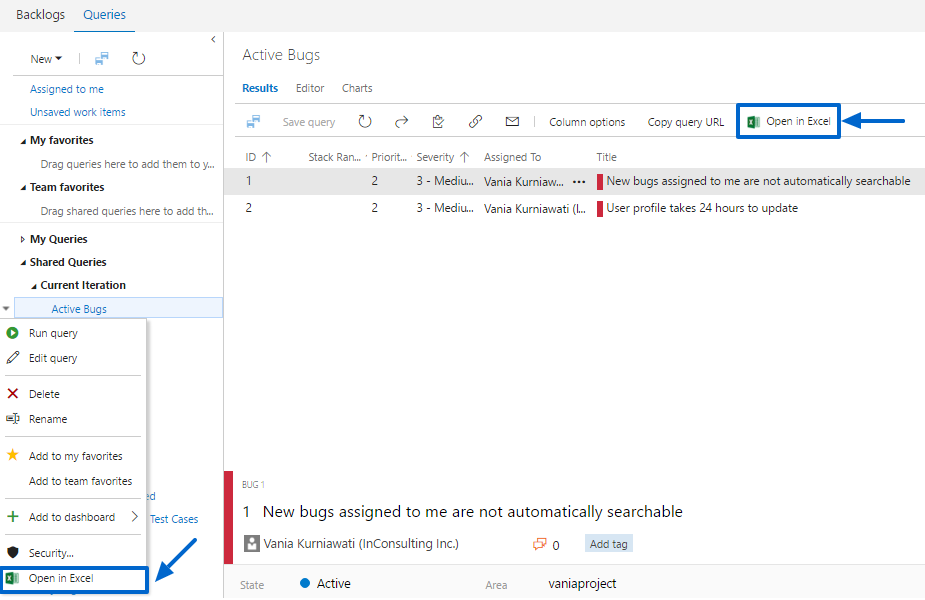 Backlogs Queries
New
Assigned to me
Unsaved work items
My favorites
Drag queries here to add them to y...
Team favorites
Drag shared queries here to add th...
My Queries
Shared Queries
Current Iteration
Active Bugs
Run query
Edit query
Delete
Rename
Add to my favorites
Add to team favorites
Add to dashboard
Security...
Open in Excel
ed
Test Cases
Active Bugs
Results Editor Charts
Save query Column options Copy query URL Open in Excel
ID Stack Ran... Priorit... Severity Assigned To Title
1 2 3 - Mediu... Vania Kurniaw... ... New bugs assigned to me are not automatically searchable
2 2 3 - Mediu... Vania Kurniawati (I... User profile takes 24 hours to update
BUG 1
1 New bugs assigned to me are not automatically searchable
Vania Kurniawati (InConsulting Inc.) 0 Add tag
State Active Area vaniaproject